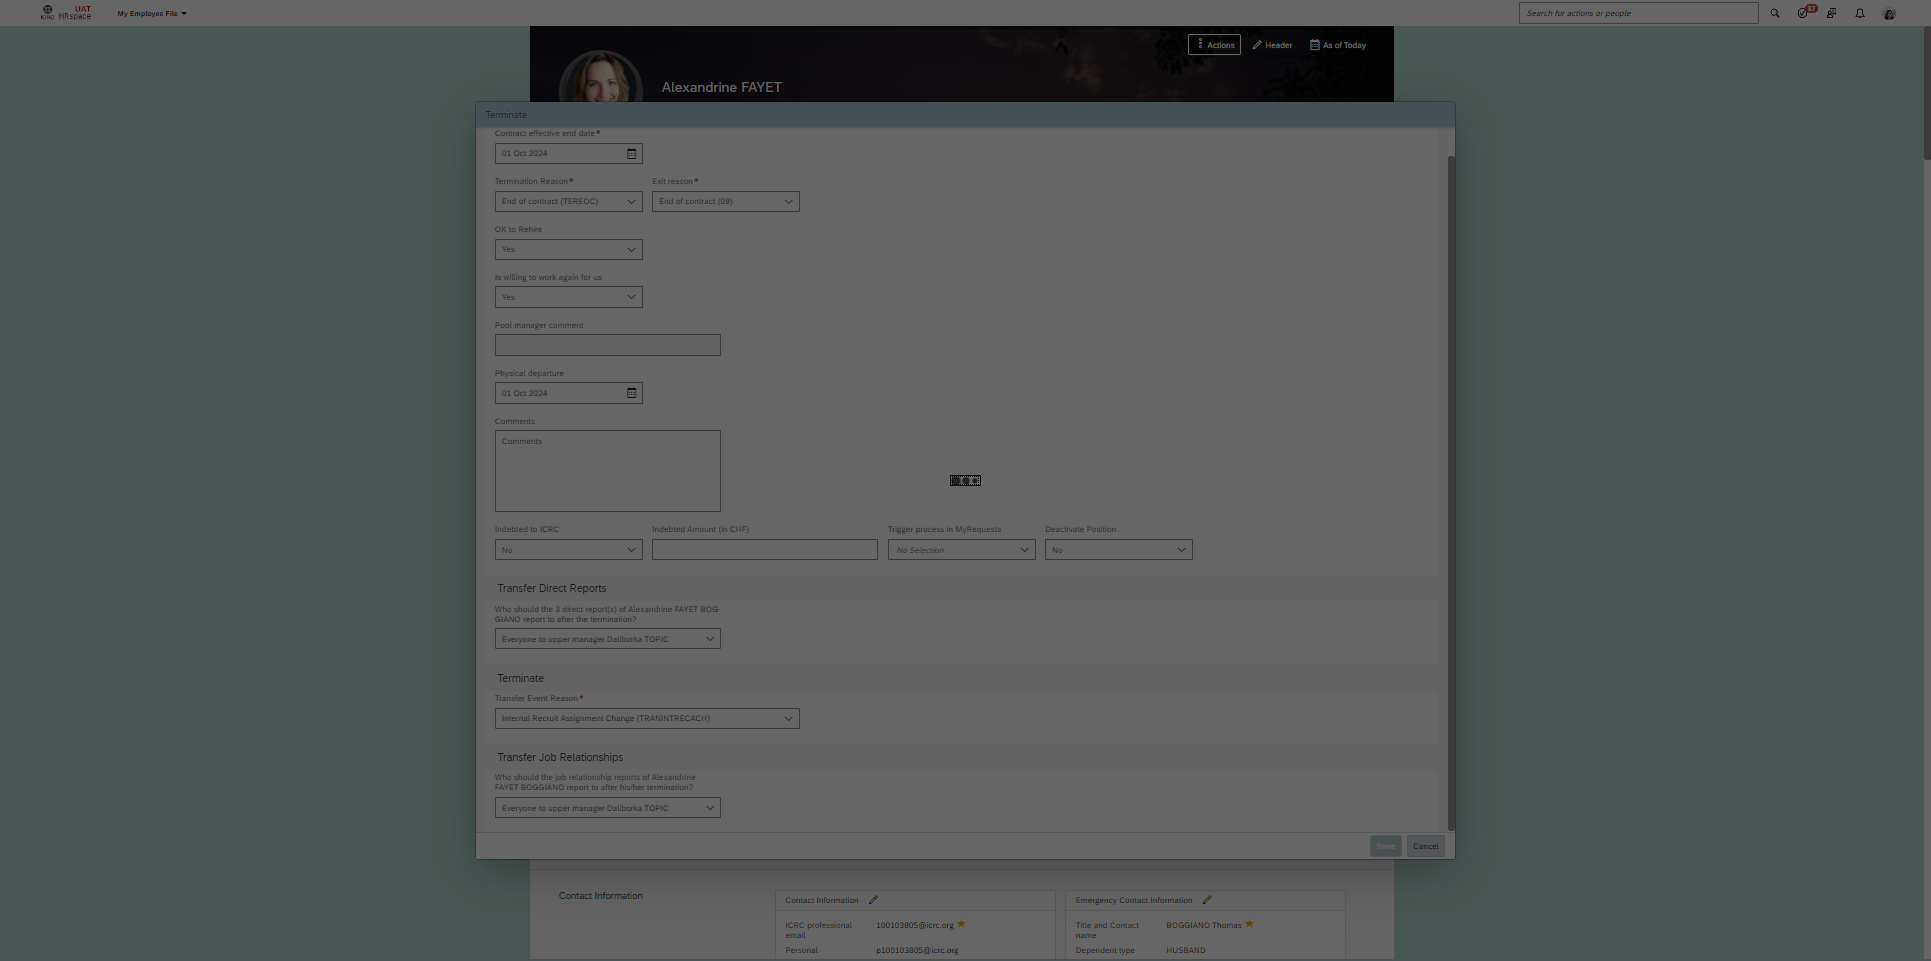 ICRC
UAT
HRspace
My Employee File
Search for actions or people
37
Actions
Header
As of Today
Alexandrine FAYET
Terminate
Contract effective end date*
01 Oct 2024
Termination Reason* Exit reason*
End of contract (TEREOC) End of contract (09)
OK to Rehire
Yes
Is willing to work again for us
Yes
Pool manager comment
Physical departure
01 Oct 2024
Comments
Comments
Indebted to ICRC Indebted Amount (in CHF) Trigger process in MyRequests Deactivate Position
No No Selection No
Transfer Direct Reports
Who should the 3 direct report(s) of Alexandrine FAYET BOG-
GIANO report to after the termination?
Everyone to upper manager Daliborka TOPIC
Terminate
Transfer Event Reason*
Internal Recruit Assignment Change (TRANINTRECACH)
Transfer Job Relationships
Who should the job relationship reports of Alexandrine
FAYET BOGGIANO report to after his/her termination?
Everyone to upper manager Daliborka TOPIC
Save Cancel
Contact Information
Contact Information
ICRC professional email 100103805@icrc.org
Personal p100103805@icrc.org
Emergency Contact Information
Title and Contact name BOGGIANO Thomas
Dependent type HUSBAND